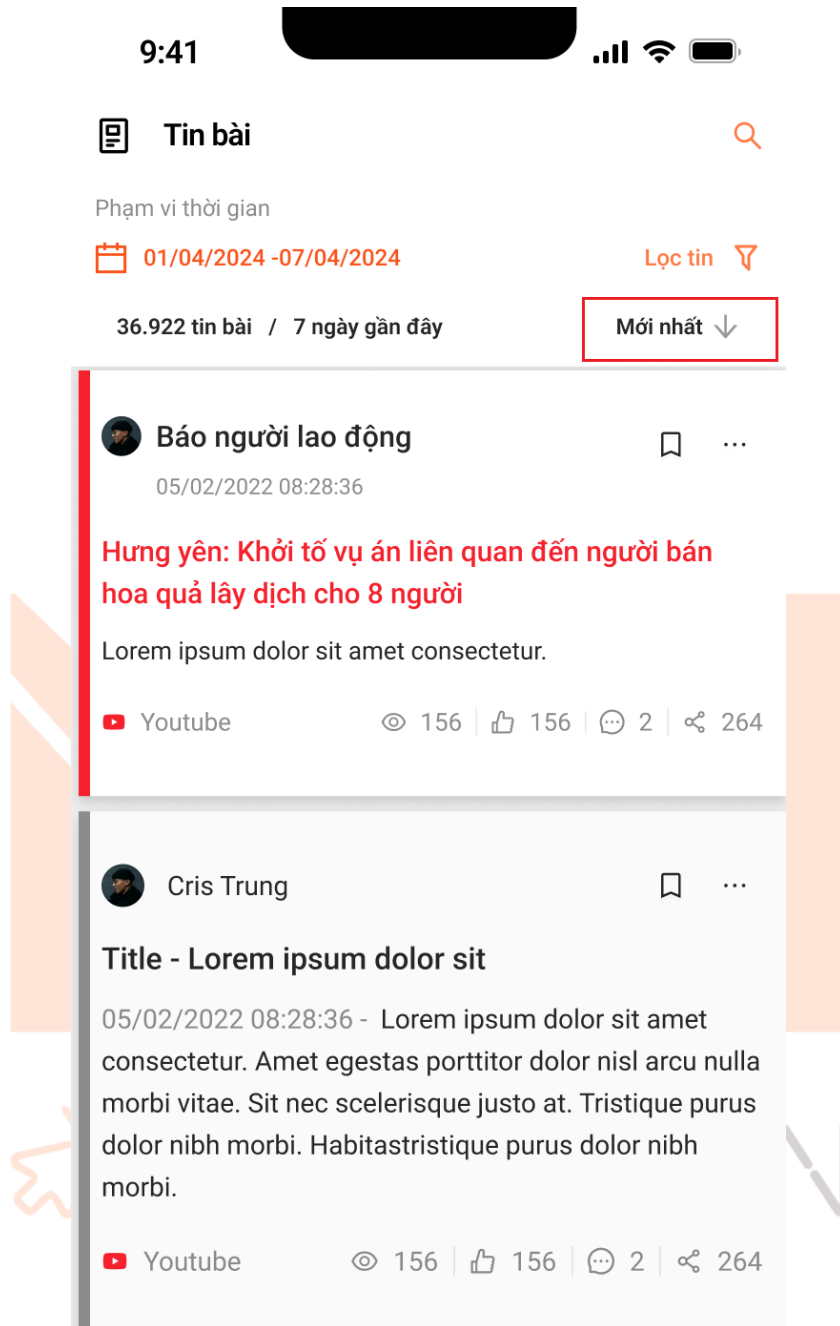 9:41
Tin bài
Phạm vi thời gian
01/04/2024 -07/04/2024
Lọc tin
36.922 tin bài / 7 ngày gần đây
Mới nhất
Báo người lao động
05/02/2022 08:28:36
Hưng yên: Khởi tố vụ án liên quan đến người bán
hoa quả lây dịch cho 8 người
Lorem ipsum dolor sit amet consectetur.
Youtube 156 156 2 264
Cris Trung
Title - Lorem ipsum dolor sit
05/02/2022 08:28:36 - Lorem ipsum dolor sit amet
consectetur. Amet egestas porttitor dolor nisl arcu nulla
morbi vitae. Sit nec scelerisque justo at. Tristique purus
dolor nibh morbi. Habitastristique purus dolor nibh
morbi.
Youtube 156 156 2 264